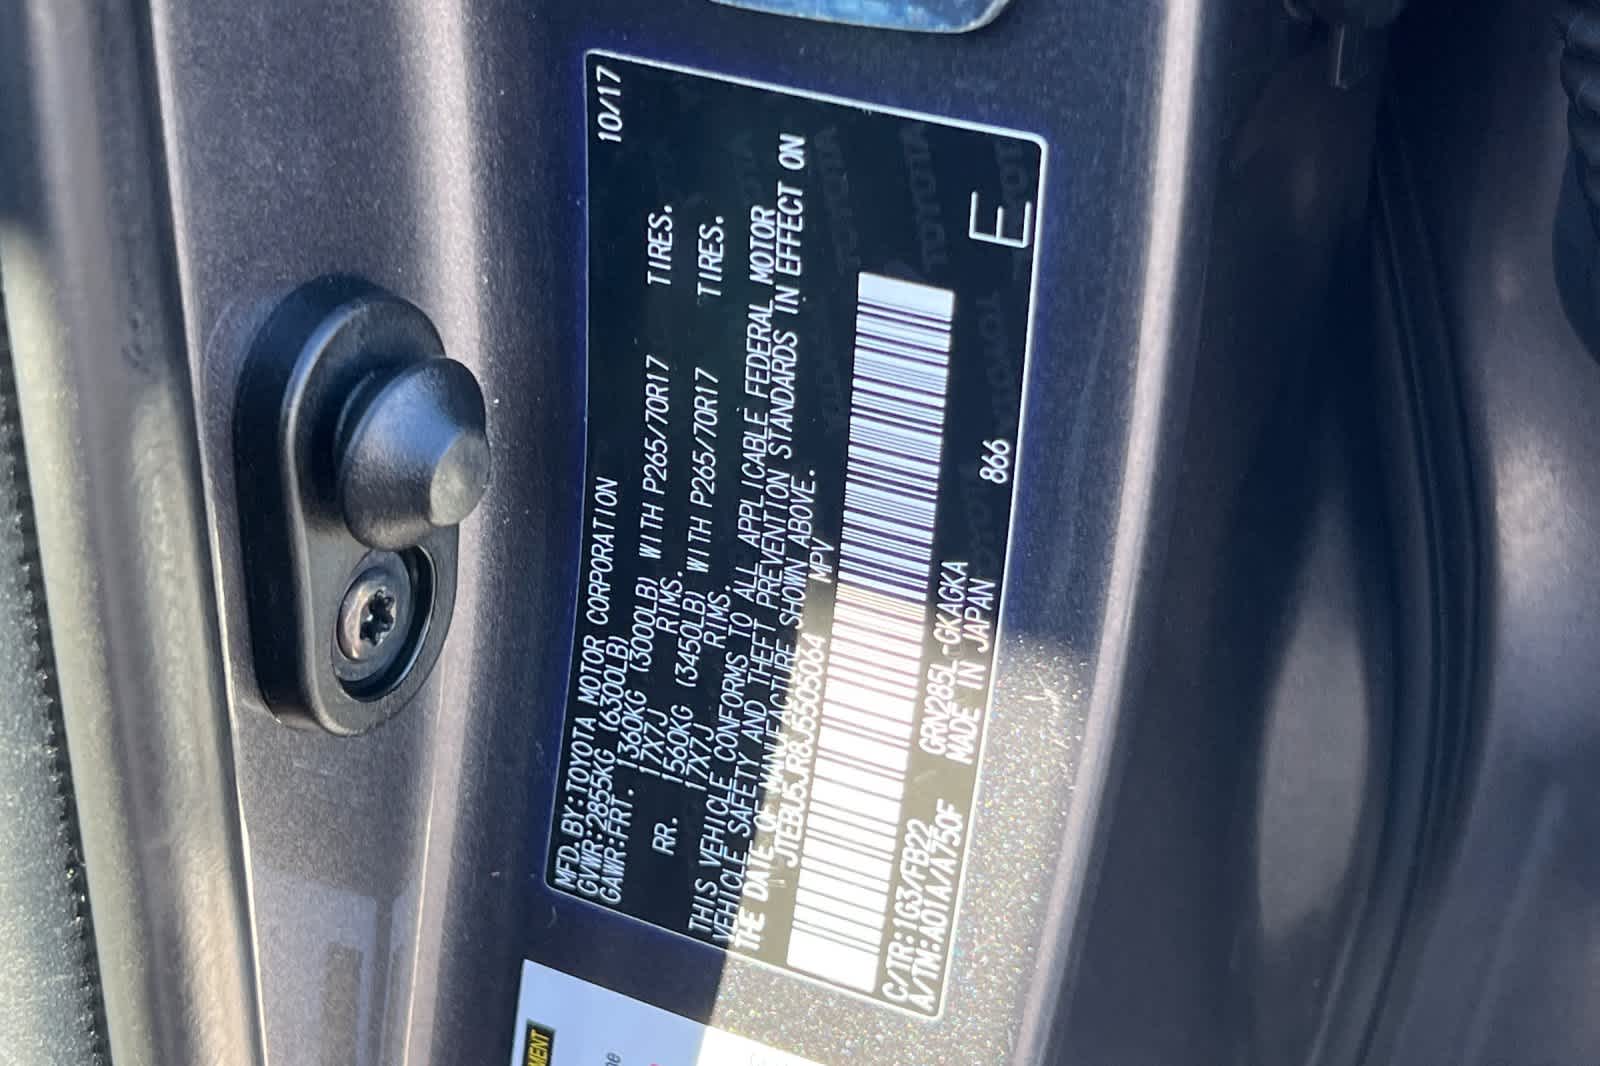 MFD.BY:TOYOTA MOTOR CORPORATION 10/17
GVWR:2855KG (6300LB)
GAWR:FRT. 1360KG (3000LB) WITH P265/70R17 TIRES.
17X7J RIMS.
RR. 1560KG (3450LB) WITH P265/70R17 TIRES.
17X7J RIMS.
THIS VEHICLE CONFORMS TO ALL APPLICABLE FEDERAL MOTOR
VEHICLE SAFETY AND THEFT PREVENTION STANDARDS IN EFFECT ON
THE DATE OF MANUFACTURE SHOWN ABOVE.
JTEBU5JR8J5505064 MPV
C/TR:1G3/FB22 GRN285L-GKAGKA 866 E
A/TM:A01A/A750F MADE IN JAPAN
TOYOTA